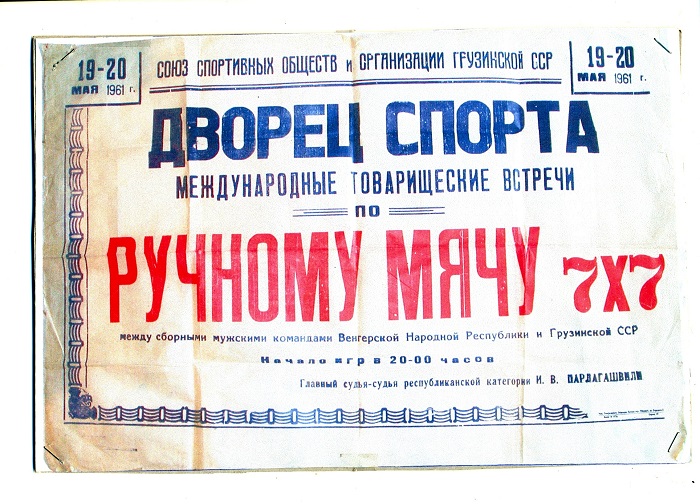 19-20
МАЯ 1961 г.
СОЮЗ СПОРТИВНЫХ ОБЩЕСТВ и ОРГАНИЗАЦИИ ГРУЗИНСКОЙ ССР
19-20
МАЯ 1961 г.
ДВОРЕЦ СПОРТА
МЕЖДУНАРОДНЫЕ ТОВАРИЩЕСКИЕ ВСТРЕЧИ
ПО
РУЧНОМУ МЯЧУ 7х7
между сборными мужскими командами Венгерской Народной Республики и Грузинской ССР
Начало игр в 20-00 часов
Главный судья-судья республиканской категории И. В. ПАРЛАГАШВИЛИ